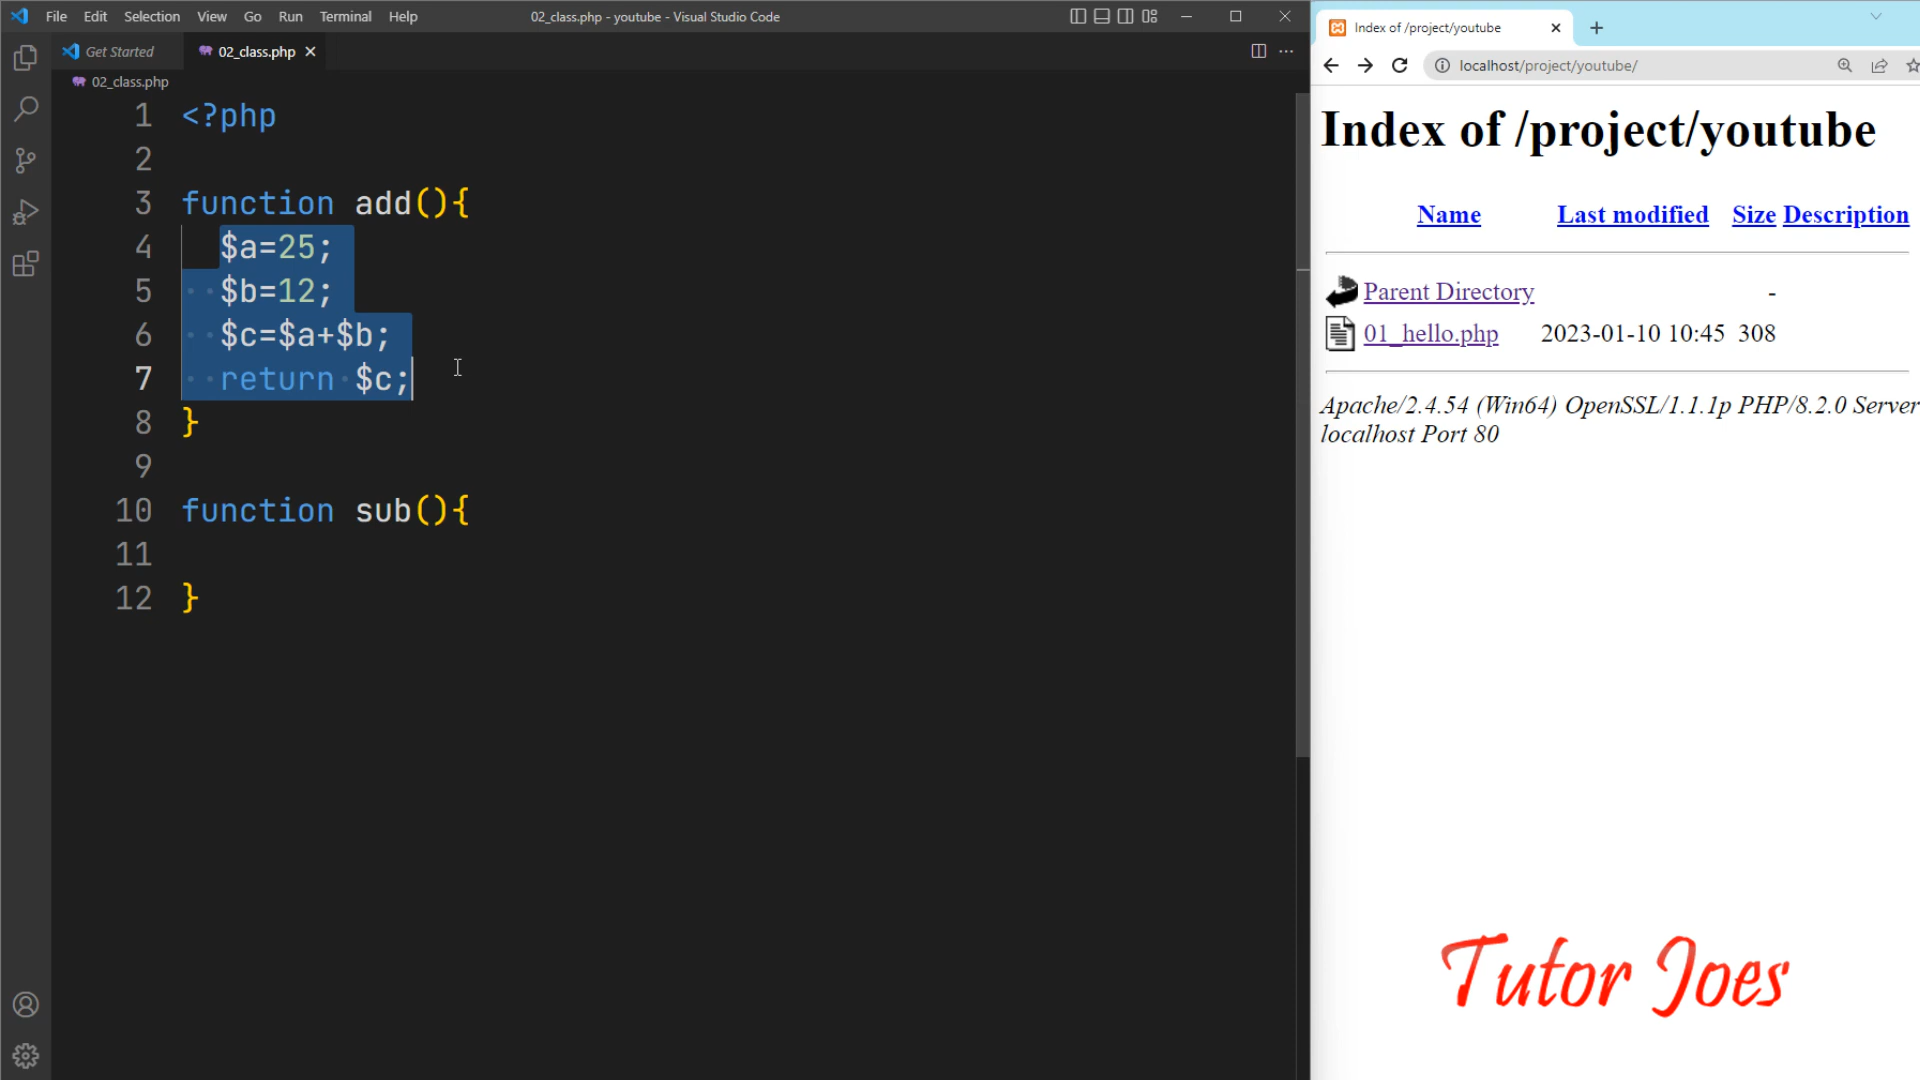 File Edit Selection View Go Run Terminal Help
02_class.php - youtube - Visual Studio Code
Get Started
02_class.php
02_class.php
1 <?php
2
3 function add(){
4 $a=25;
5 $b=12;
6 $c=$a+$b;
7 return $c;
8 }
9
10 function sub(){
11
12 }
Index of /project/youtube
localhost/project/youtube/
Index of /project/youtube
Name Last modified Size Description
Parent Directory -
01_hello.php 2023-01-10 10:45 308
Apache/2.4.54 (Win64) OpenSSL/1.1.1p PHP/8.2.0 Server
localhost Port 80
Tutor Joes